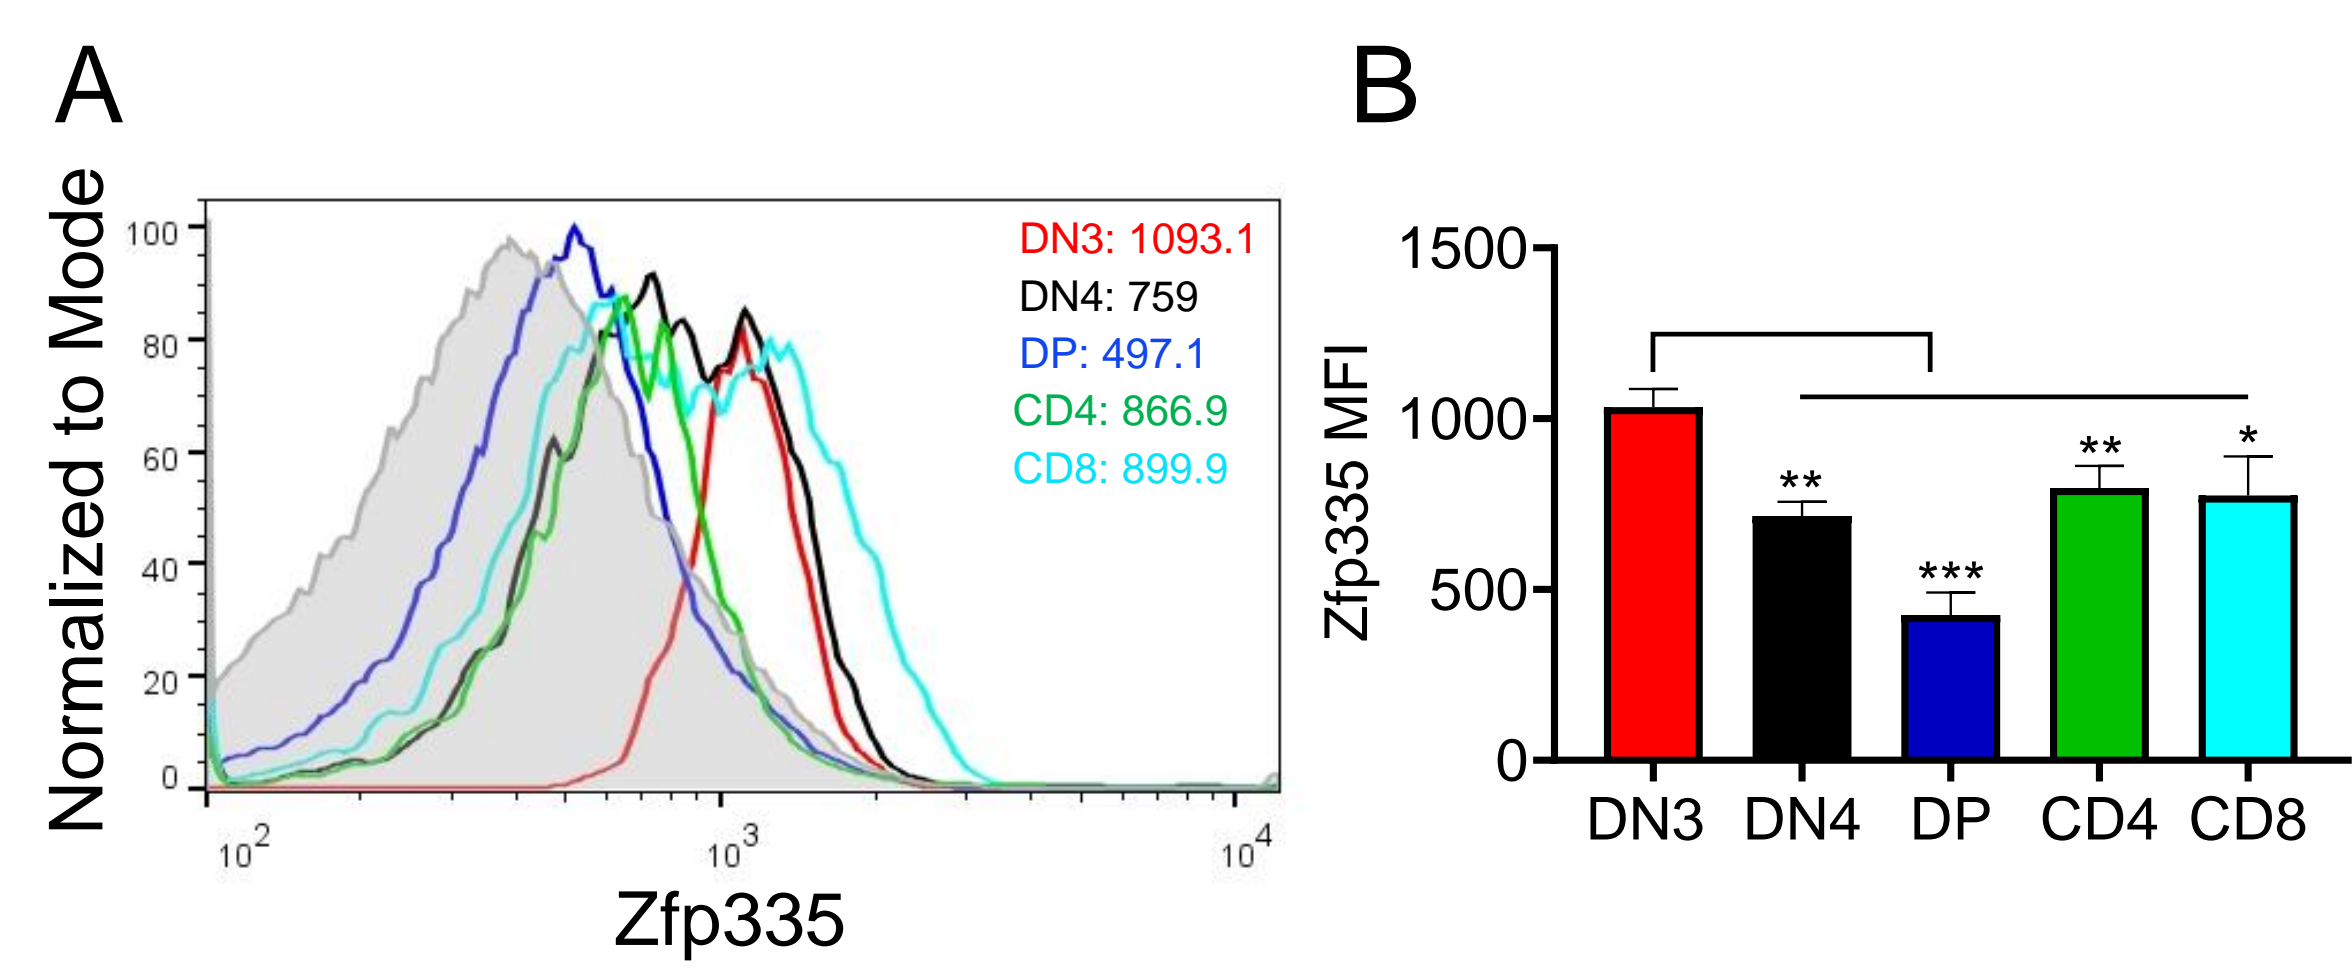 A
B
Normalized to Mode
100
80
60
40
20
0
DN3: 1093.1
DN4: 759
DP: 497.1
CD4: 866.9
CD8: 899.9
10^2 10^3 10^4
Zfp335
Zfp335 MFI
1500
1000
500
0
** *** ** *
DN3 DN4 DP CD4 CD8